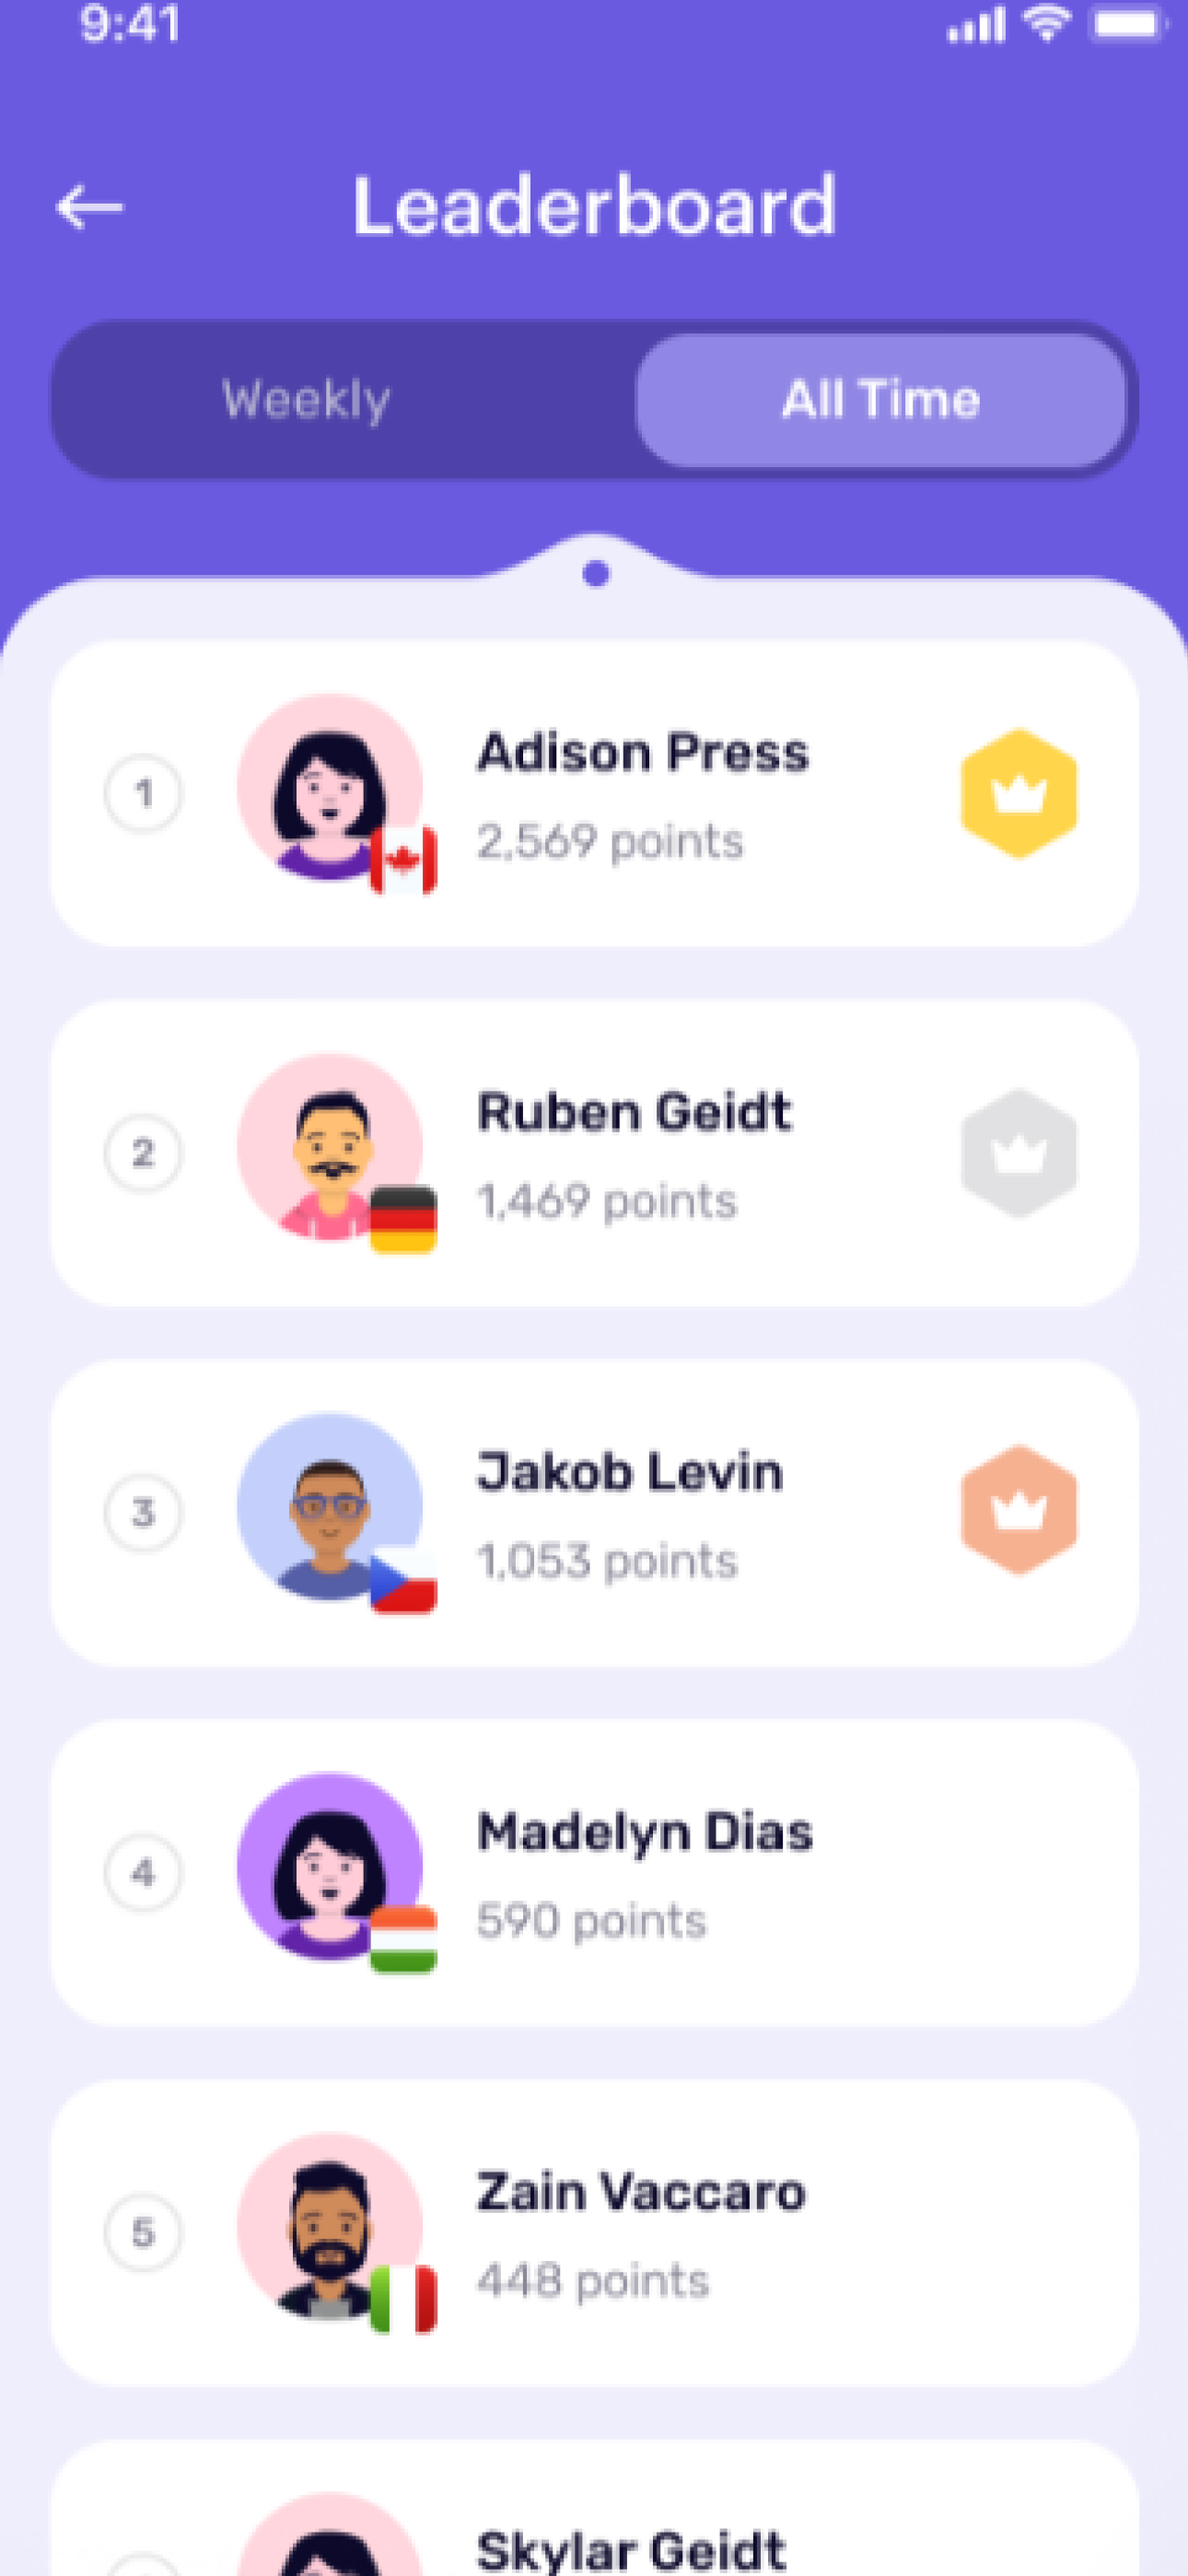 9:41
Leaderboard
Weekly
All Time
1
Adison Press
2,569 points
2
Ruben Geidt
1,469 points
3
Jakob Levin
1,053 points
4
Madelyn Dias
590 points
5
Zain Vaccaro
448 points
Skylar Geidt